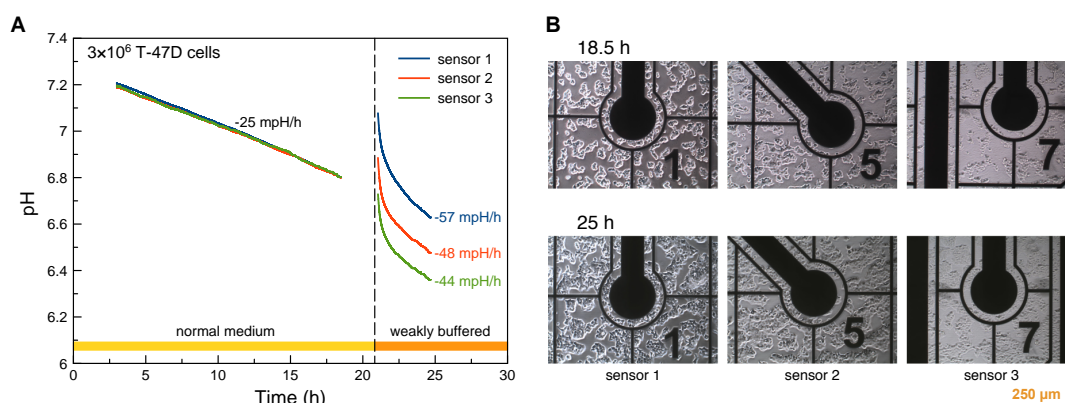 A
3×10⁶ T-47D cells
sensor 1
sensor 2
sensor 3
-25 mpH/h
-57 mpH/h
-48 mpH/h
-44 mpH/h
normal medium
weakly buffered
pH
7.4
7.2
7
6.8
6.6
6.4
6.2
6
0 5 10 15 20 25 30
Time (h)
B
18.5 h
1 5 7
25 h
1 5 7
sensor 1 sensor 2 sensor 3
250 µm